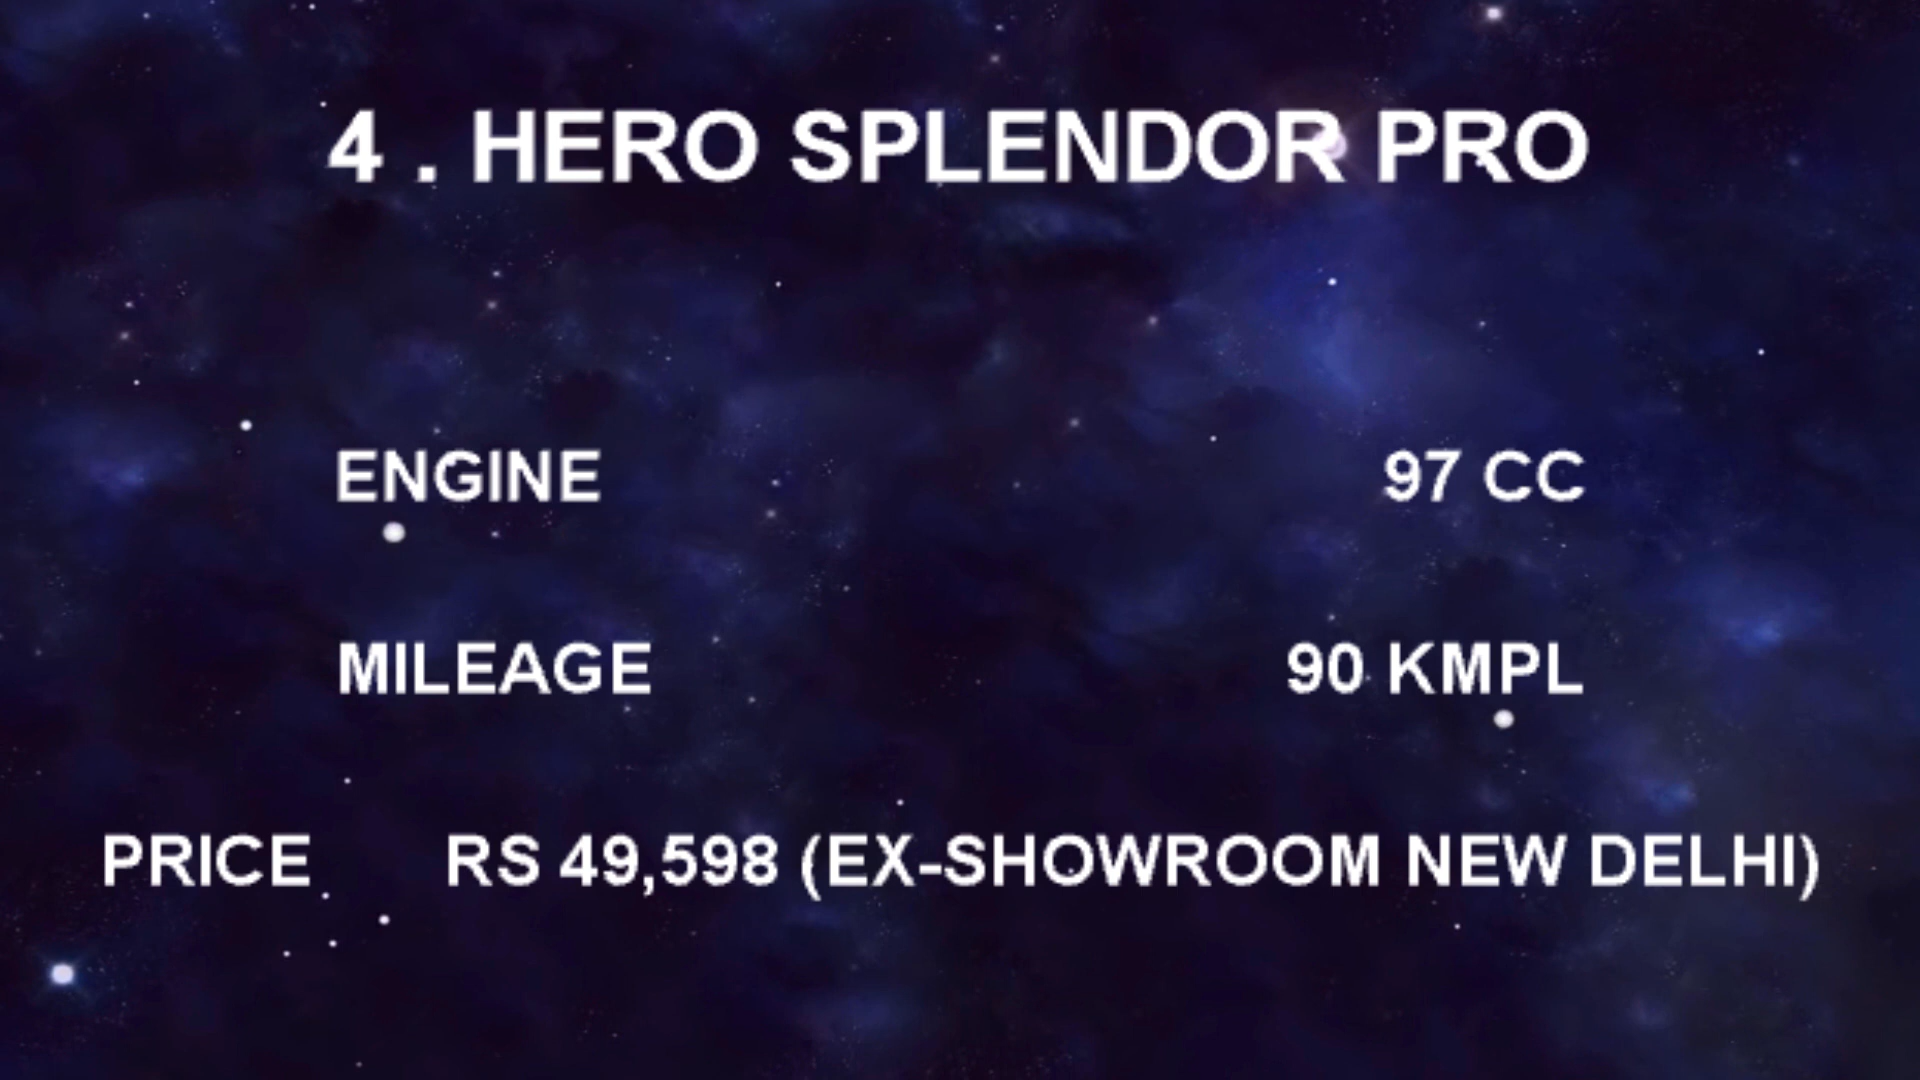 4 . HERO SPLENDOR PRO
ENGINE 97 CC
MILEAGE 90 KMPL
PRICE RS 49,598 (EX-SHOWROOM NEW DELHI)